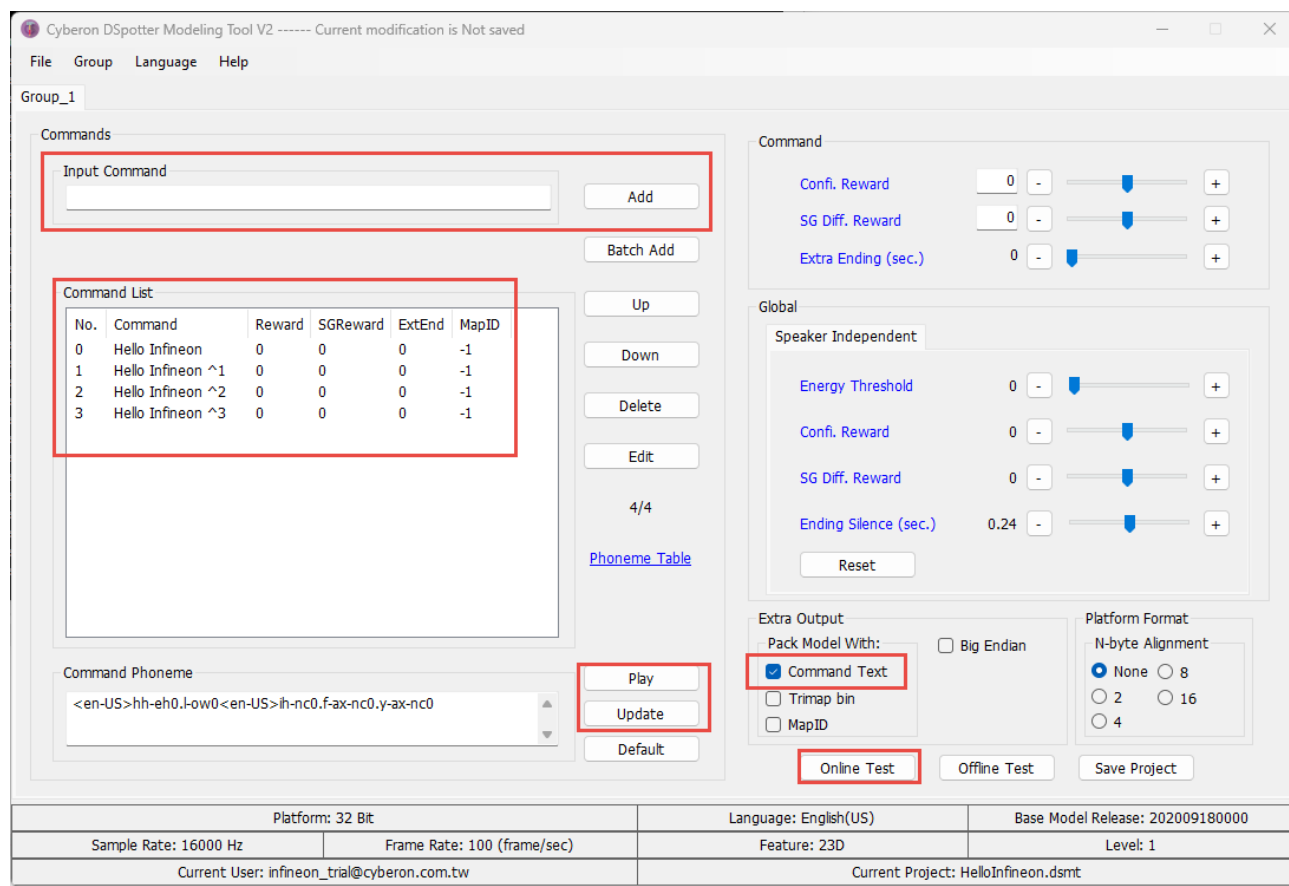 Cyberon DSpotter Modeling Tool V2 ------ Current modification is Not saved
File Group Language Help
Group_1
Commands
Input Command
Add
Batch Add
Command List
No. Command Reward SGReward ExtEnd MapID
0 Hello Infineon 0 0 0 -1
1 Hello Infineon ^1 0 0 0 -1
2 Hello Infineon ^2 0 0 0 -1
3 Hello Infineon ^3 0 0 0 -1
Up
Down
Delete
Edit
4/4
Phoneme Table
Command Phoneme
<en-US>hh-eh0.l-ow0<en-US>ih-nc0.f-ax-nc0.y-ax-nc0
Play
Update
Default
Command
Confi. Reward 0 - +
SG Diff. Reward 0 - +
Extra Ending (sec.) 0 - +
Global
Speaker Independent
Energy Threshold 0 - +
Confi. Reward 0 - +
SG Diff. Reward 0 - +
Ending Silence (sec.) 0.24 - +
Reset
Extra Output
Pack Model With:
Command Text
Trimap bin
MapID
Big Endian
Platform Format
N-byte Alignment
None 8
2 16
4
Online Test Offline Test Save Project
Platform: 32 Bit Language: English(US) Base Model Release: 202009180000
Sample Rate: 16000 Hz Frame Rate: 100 (frame/sec) Feature: 23D Level: 1
Current User: infineon_trial@cyberon.com.tw Current Project: HelloInfineon.dsmt